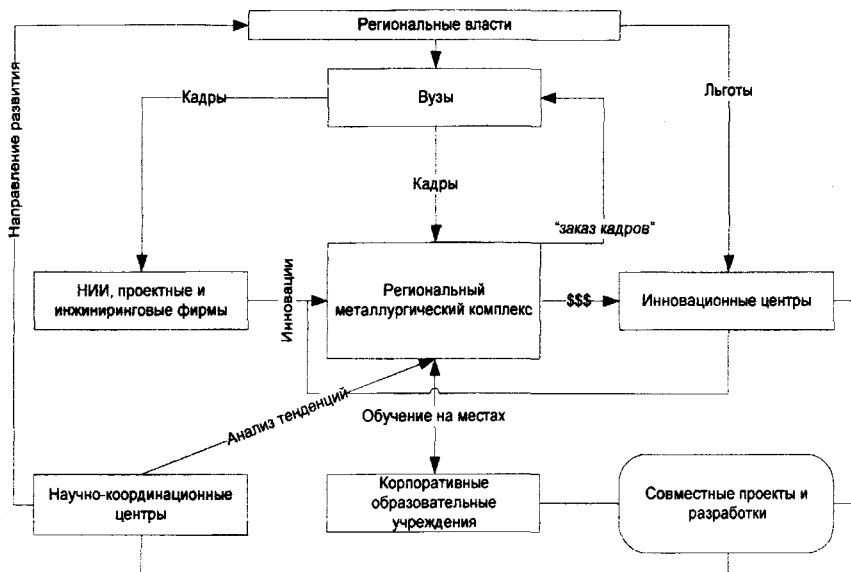 Региональные власти
Направление развития
Кадры
Вузы
Льготы
Кадры
"заказ кадров"
НИИ, проектные и
инжиниринговые фирмы
Инновации
Региональный
металлургический комплекс
$$$
Инновационные центры
Анализ тенденций
Обучение на местах
Научно-координационные
центры
Корпоративные
образовательные
учреждения
Совместные проекты и
разработки